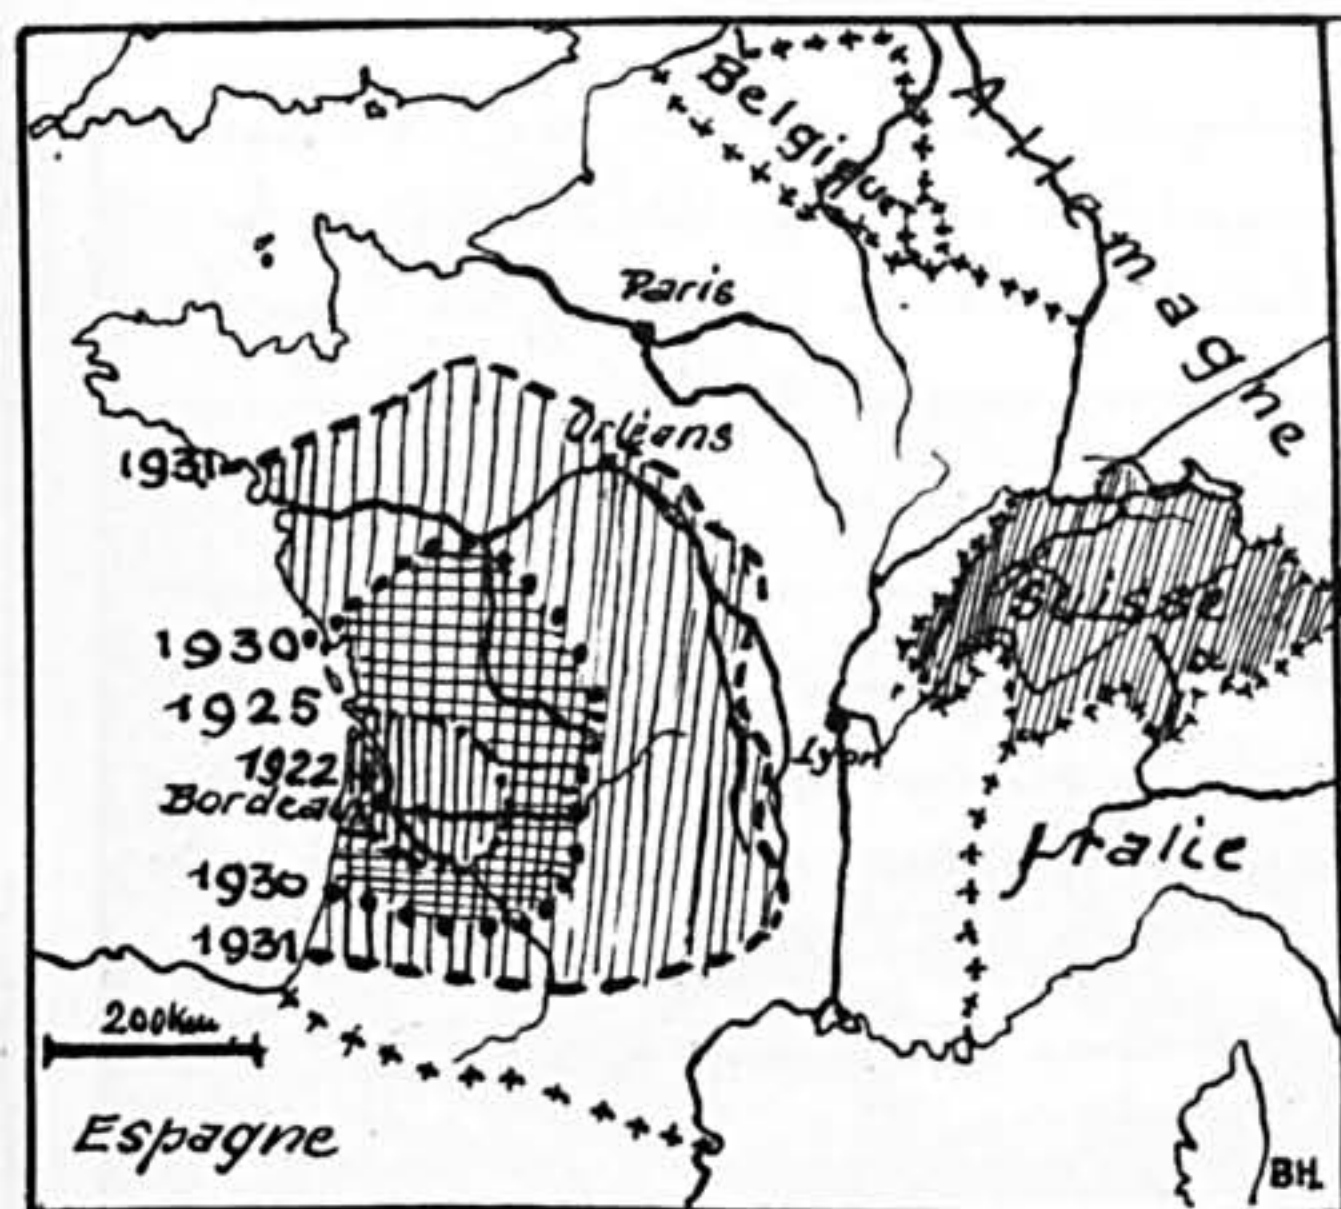 Belgique
Allemagne
Paris
Orléans
1931
Suisse
1930
1925
Lyon
1922
Bordeaux
Italie
1930
1931
200Km
Espagne
BH